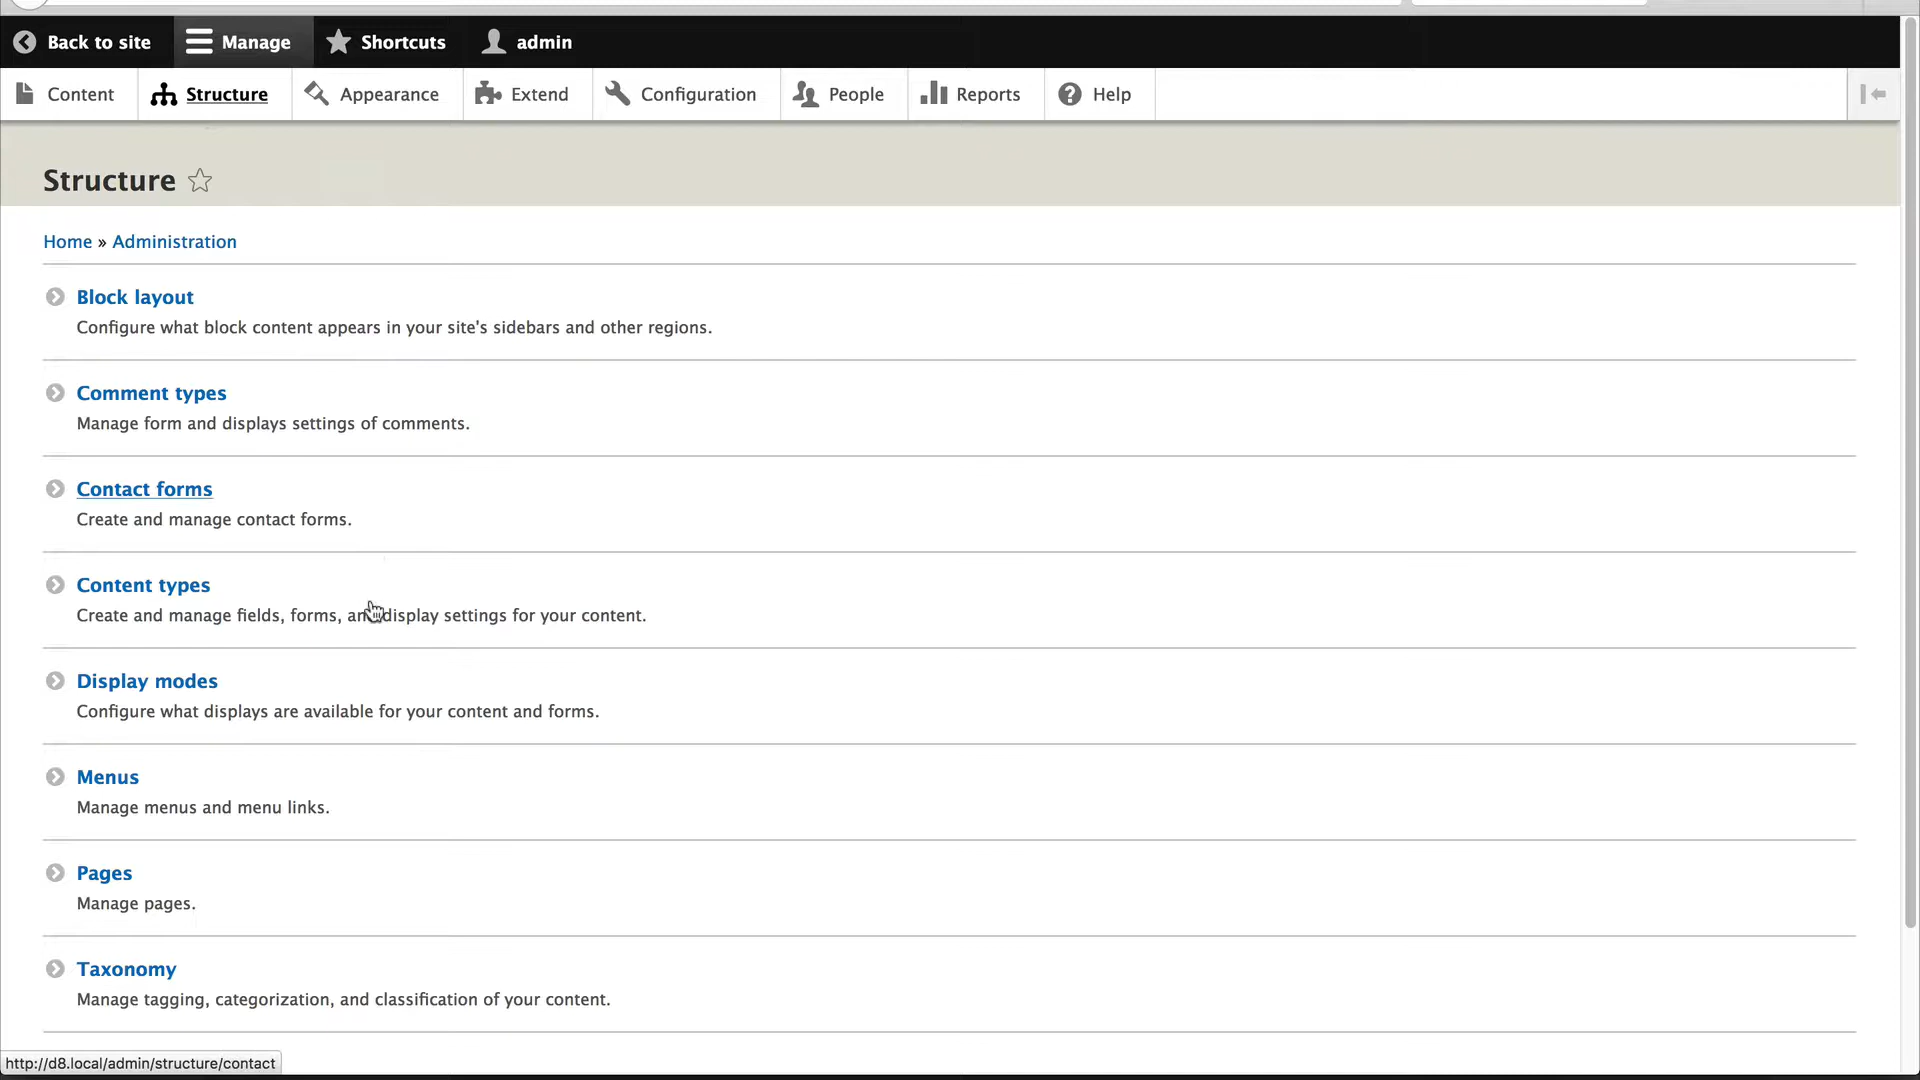 Back to site Manage Shortcuts admin
Content Structure Appearance Extend Configuration People Reports Help
Structure
Home » Administration
Block layout
Configure what block content appears in your site's sidebars and other regions.
Comment types
Manage form and displays settings of comments.
Contact forms
Create and manage contact forms.
Content types
Create and manage fields, forms, and display settings for your content.
Display modes
Configure what displays are available for your content and forms.
Menus
Manage menus and menu links.
Pages
Manage pages.
Taxonomy
Manage tagging, categorization, and classification of your content.
http://d8.local/admin/structure/contact